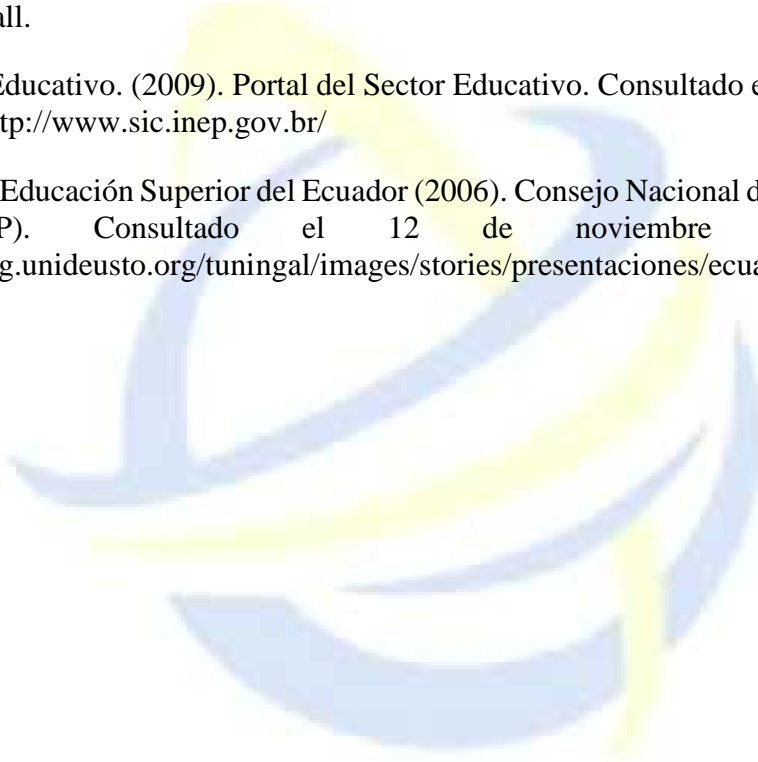 all.
Educativo. (2009). Portal del Sector Educativo. Consultado e
tp://www.sic.inep.gov.br/
Educación Superior del Ecuador (2006). Consejo Nacional d
P). Consultado el 12 de noviembre
g.unideusto.org/tuningal/images/stories/presentaciones/ecua